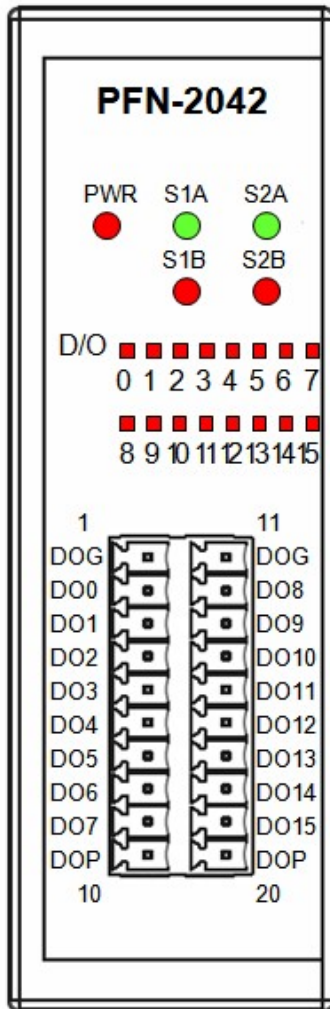 PFN-2042
PWR S1A S2A
S1B S2B
D/O
0 1 2 3 4 5 6 7
8 9 10 11 12 13 14 15
1 11
DOG DOG
DO0 DO8
DO1 DO9
DO2 DO10
DO3 DO11
DO4 DO12
DO5 DO13
DO6 DO14
DO7 DO15
DOP DOP
10 20